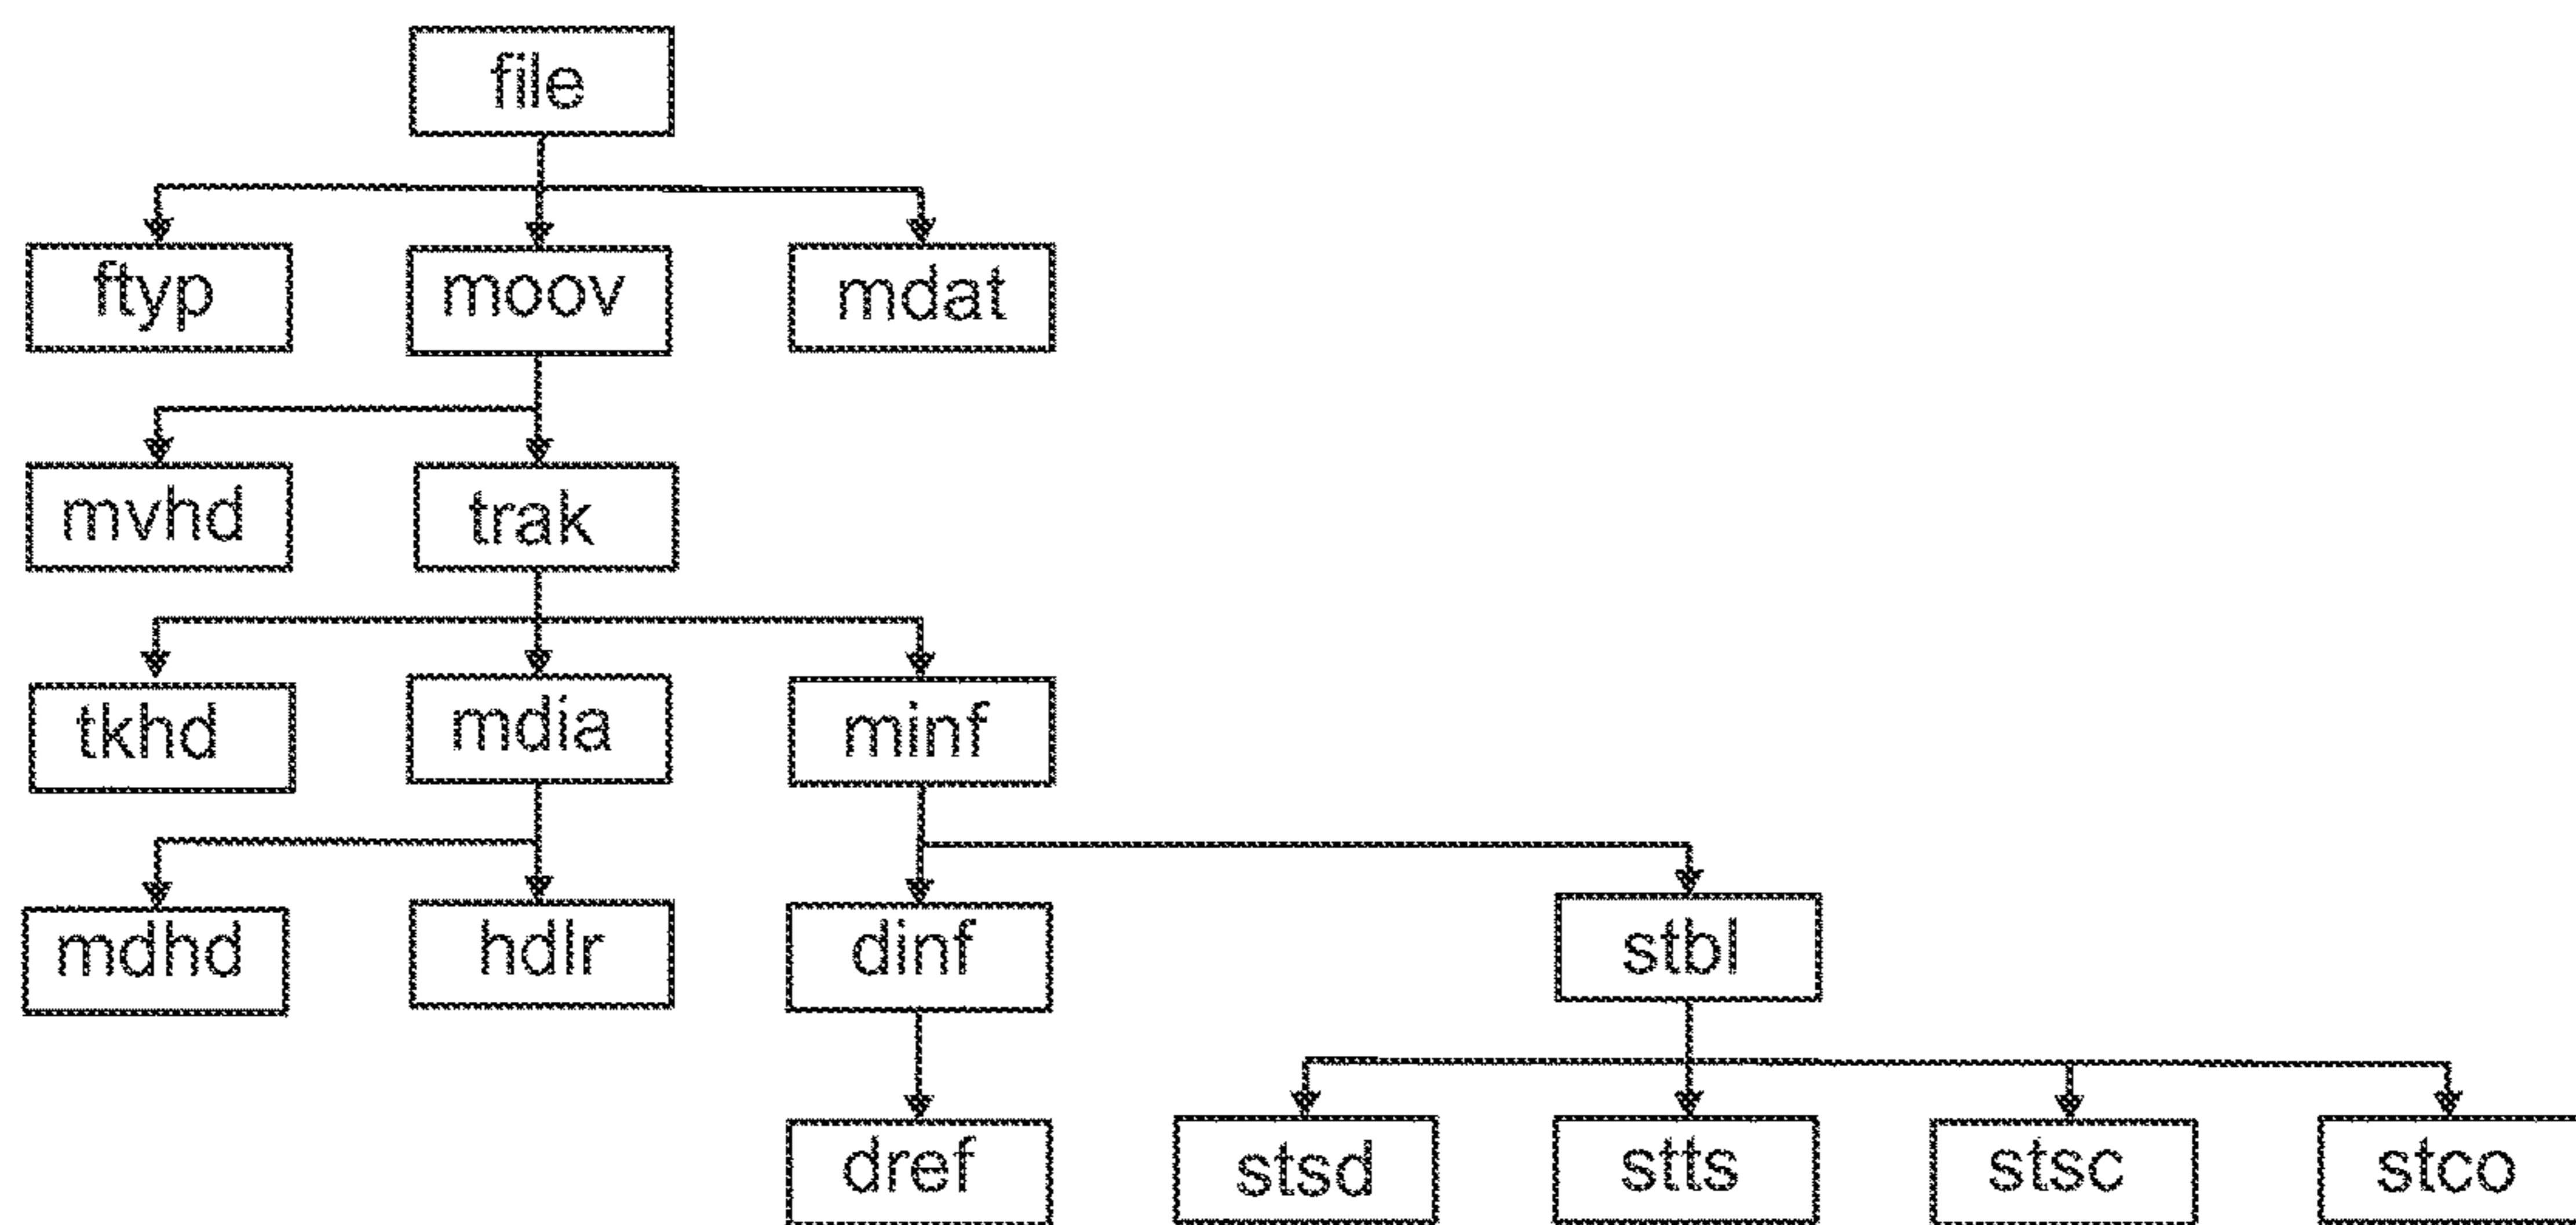 file
ftyp moov mdat
mvhd trak
tkhd mdia minf
mdhd hdlr dinf stbl
dref stsd stts stsc stco